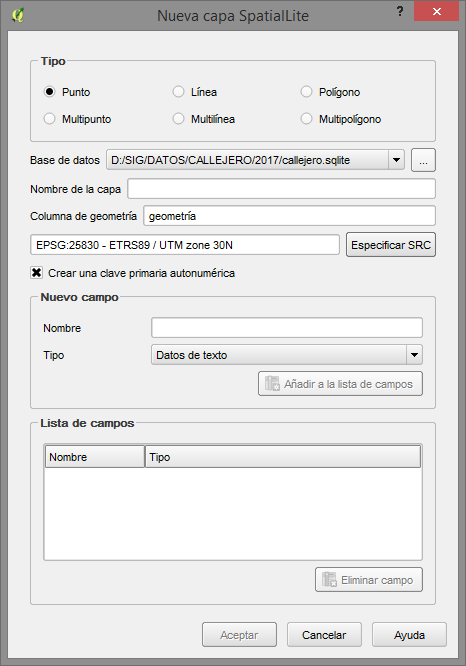 Nueva capa SpatialLite
?
Tipo
Punto
Línea
Polígono
Multipunto
Multilínea
Multipolígono
Base de datos D:/SIG/DATOS/CALLEJERO/2017/callejero.sqlite ...
Nombre de la capa
Columna de geometría geometría
EPSG:25830 - ETRS89 / UTM zone 30N Especificar SRC
Crear una clave primaria autonumérica
Nuevo campo
Nombre
Tipo Datos de texto
Añadir a la lista de campos
Lista de campos
Nombre Tipo
Eliminar campo
Aceptar Cancelar Ayuda